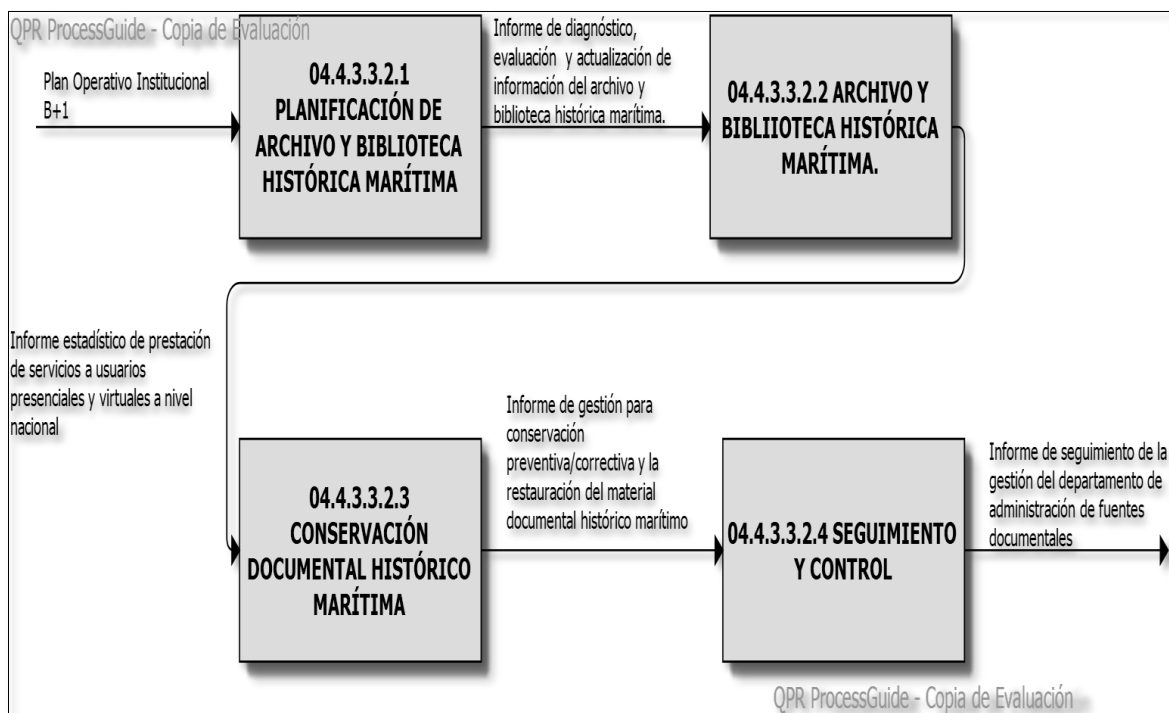 QPR ProcessGuide - Copia de Evaluación
Plan Operativo Institucional
B+1
04.4.3.3.2.1
PLANIFICACIÓN DE
ARCHIVO Y BIBLIOTECA
HISTÓRICA MARÍTIMA
Informe de diagnóstico,
evaluación y actualización de
información del archivo y
biblioteca histórica marítima.
04.4.3.3.2.2 ARCHIVO Y
BIBLIIOTECA HISTÓRICA
MARÍTIMA.
Informe estadístico de prestación
de servicios a usuarios
presenciales y virtuales a nivel
nacional
04.4.3.3.2.3
CONSERVACIÓN
DOCUMENTAL HISTÓRICO
MARÍTIMA
Informe de gestión para
conservación
preventiva/correctiva y la
restauración del material
documental histórico marítimo
04.4.3.3.2.4 SEGUIMIENTO
Y CONTROL
Informe de seguimiento de la
gestión del departamento de
administración de fuentes
documentales
QPR ProcessGuide - Copia de Evaluación